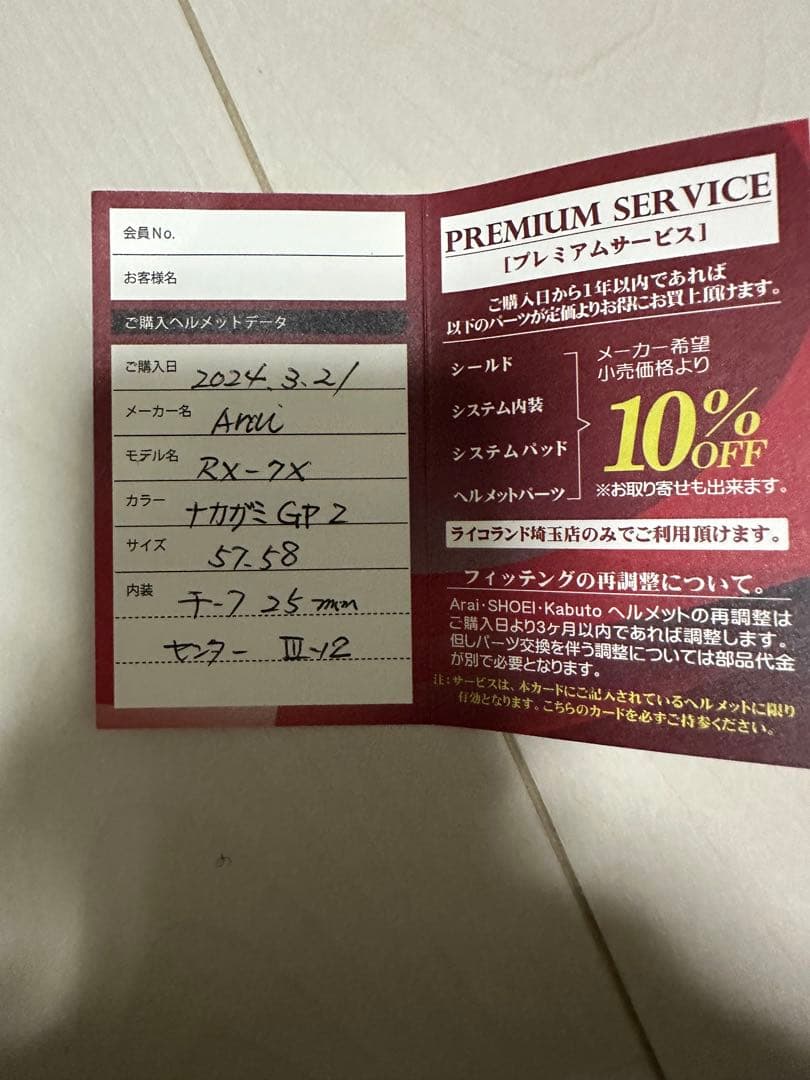 会員No.
お客様名
ご購入ヘルメットデータ
ご購入日 2024.3.21
メーカー名 Arai
モデル名 RX-7X
カラー ナカガミ GP2
サイズ 57-58
内装 チーフ 25mm
センター Ⅲ-12
PREMIUM SERVICE
[プレミアムサービス]
ご購入日から1年以内であれば
以下のパーツが定価よりお得にお買上頂けます。
シールド
システム内装
システムパッド
ヘルメットパーツ
メーカー希望
小売価格より
10%
OFF
※お取り寄せも出来ます。
ライコランド埼玉店のみでご利用頂けます。
フィッテングの再調整について。
Arai・SHOEI・Kabuto ヘルメットの再調整は
ご購入日より3ヶ月以内であれば調整します。
但しパーツ交換を伴う調整については部品代金
が別で必要となります。
注：サービスは、本カードにご記入されているヘルメットに限り
有効となります。こちらのカードを必ずご持参ください。